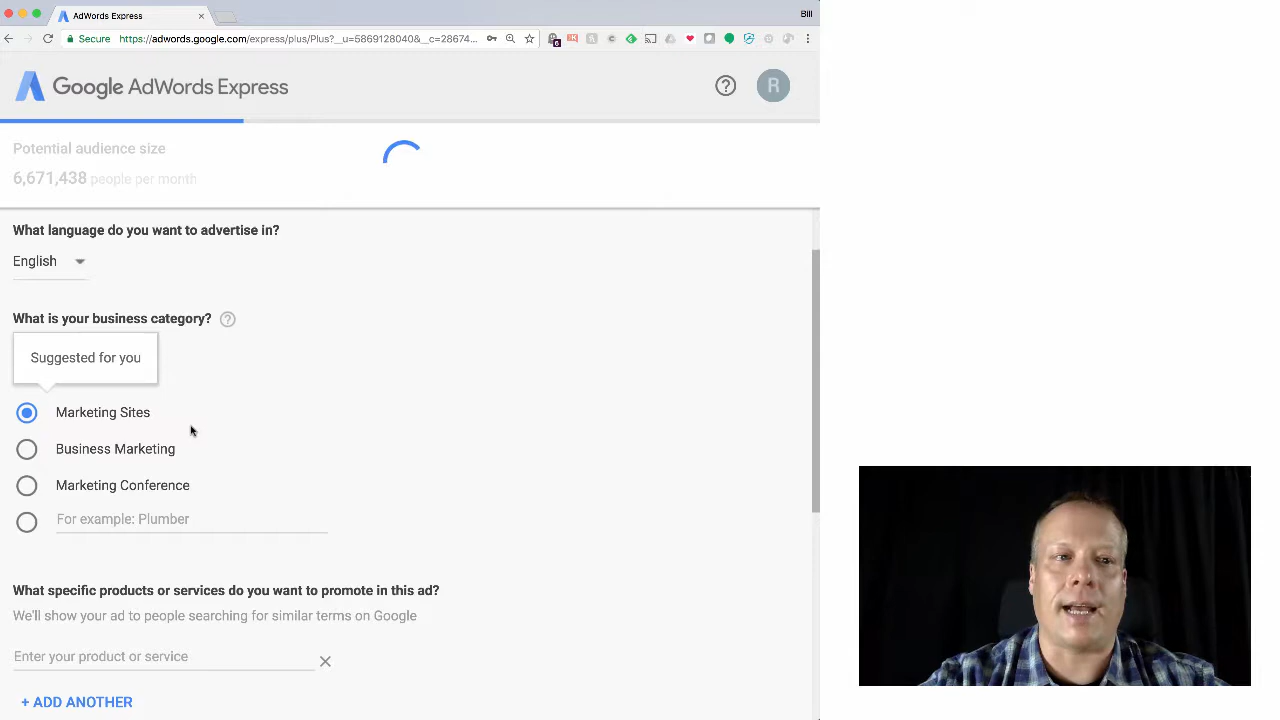 AdWords Express
Bill
Secure
https://adwords.google.com/express/plus/Plus?__u=5869128040&__c=28674...
6
Google AdWords Express
R
Potential audience size
6,671,438 people per month
What language do you want to advertise in?
English
What is your business category?
Suggested for you
Marketing Sites
Business Marketing
Marketing Conference
For example: Plumber
What specific products or services do you want to promote in this ad?
We'll show your ad to people searching for similar terms on Google
Enter your product or service
+ ADD ANOTHER